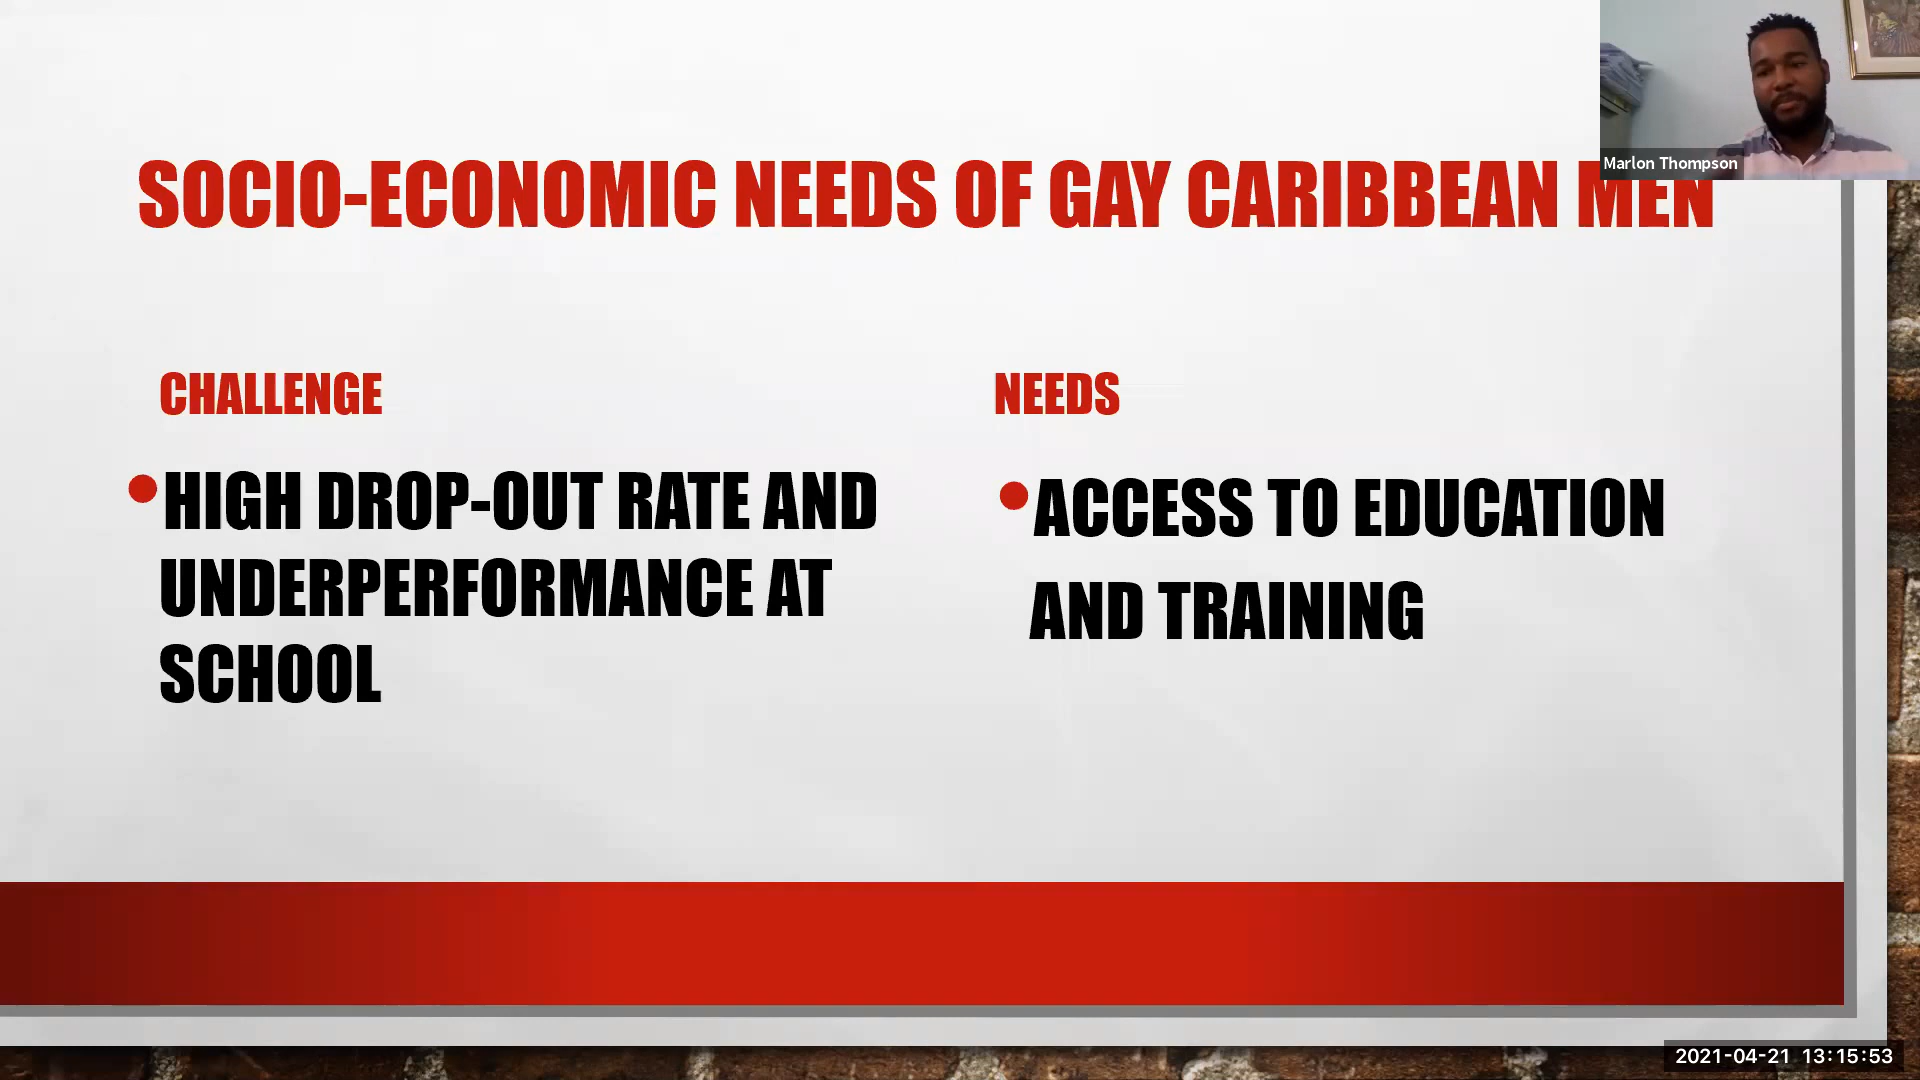 Marlon Thompson
SOCIO-ECONOMIC NEEDS OF GAY CARIBBEAN MEN
CHALLENGE
•HIGH DROP-OUT RATE AND
UNDERPERFORMANCE AT
SCHOOL
NEEDS
•ACCESS TO EDUCATION
AND TRAINING
2021-04-21 13:15:53